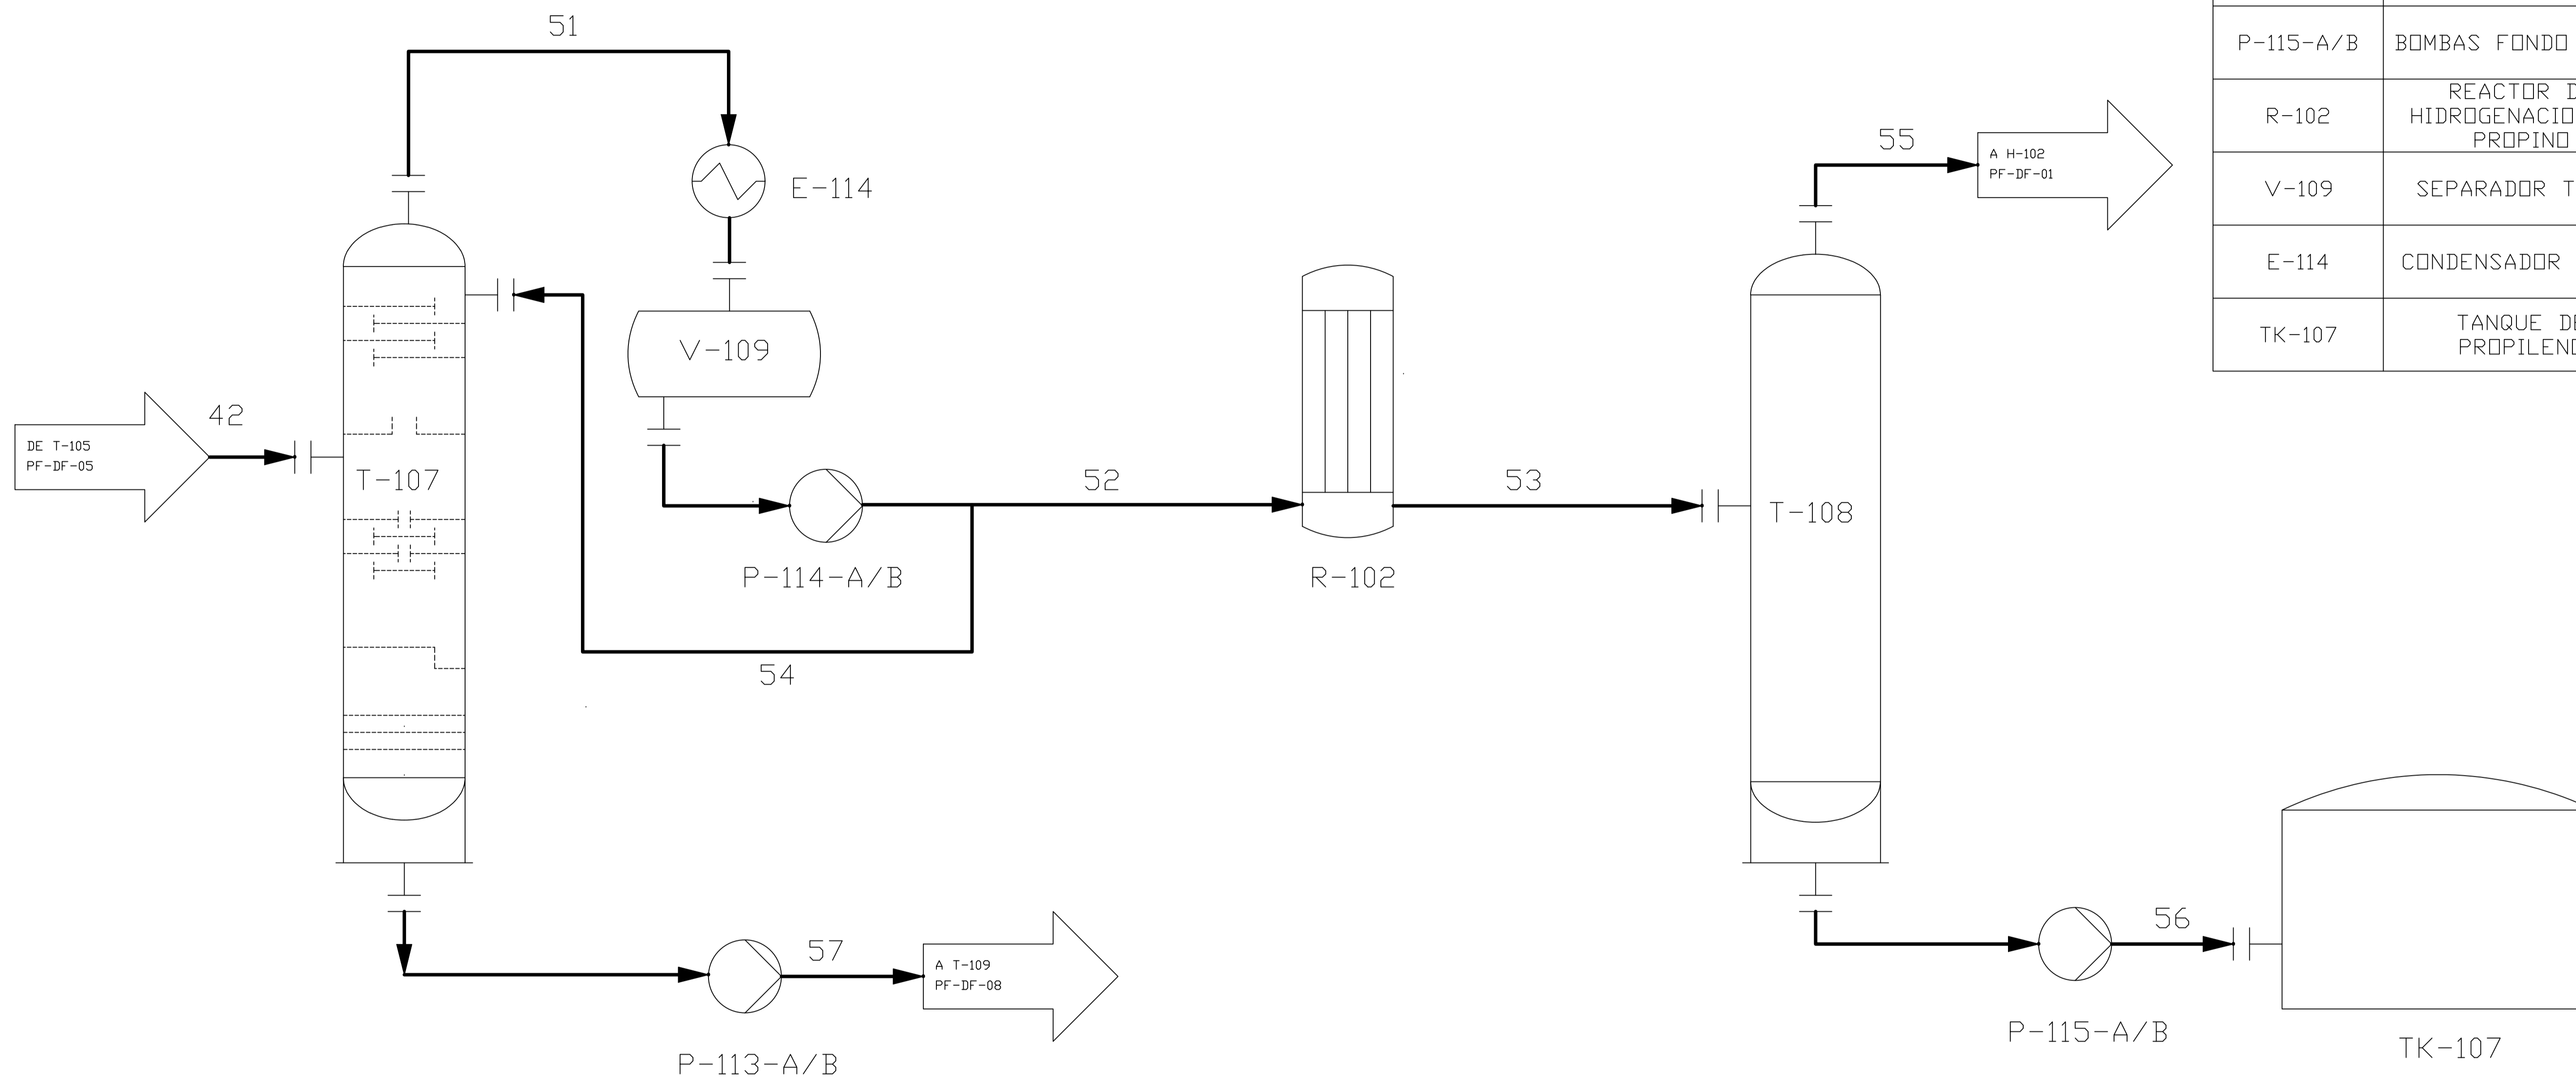 51
P-115-A/B
BOMBAS FONDO
REACTOR D
R-102
HIDROGENACIO
PROPINO
55
A H-102
PF-DF-01
V-109
SEPARADOR T
E-114
E-114
CONDENSADOR
TK-107
TANQUE DE
PROPILENO
V-109
42
DE T-105
PF-DF-05
T-107
52
53
T-108
P-114-A/B
R-102
54
57
A T-109
PF-DF-08
56
P-113-A/B
P-115-A/B
TK-107